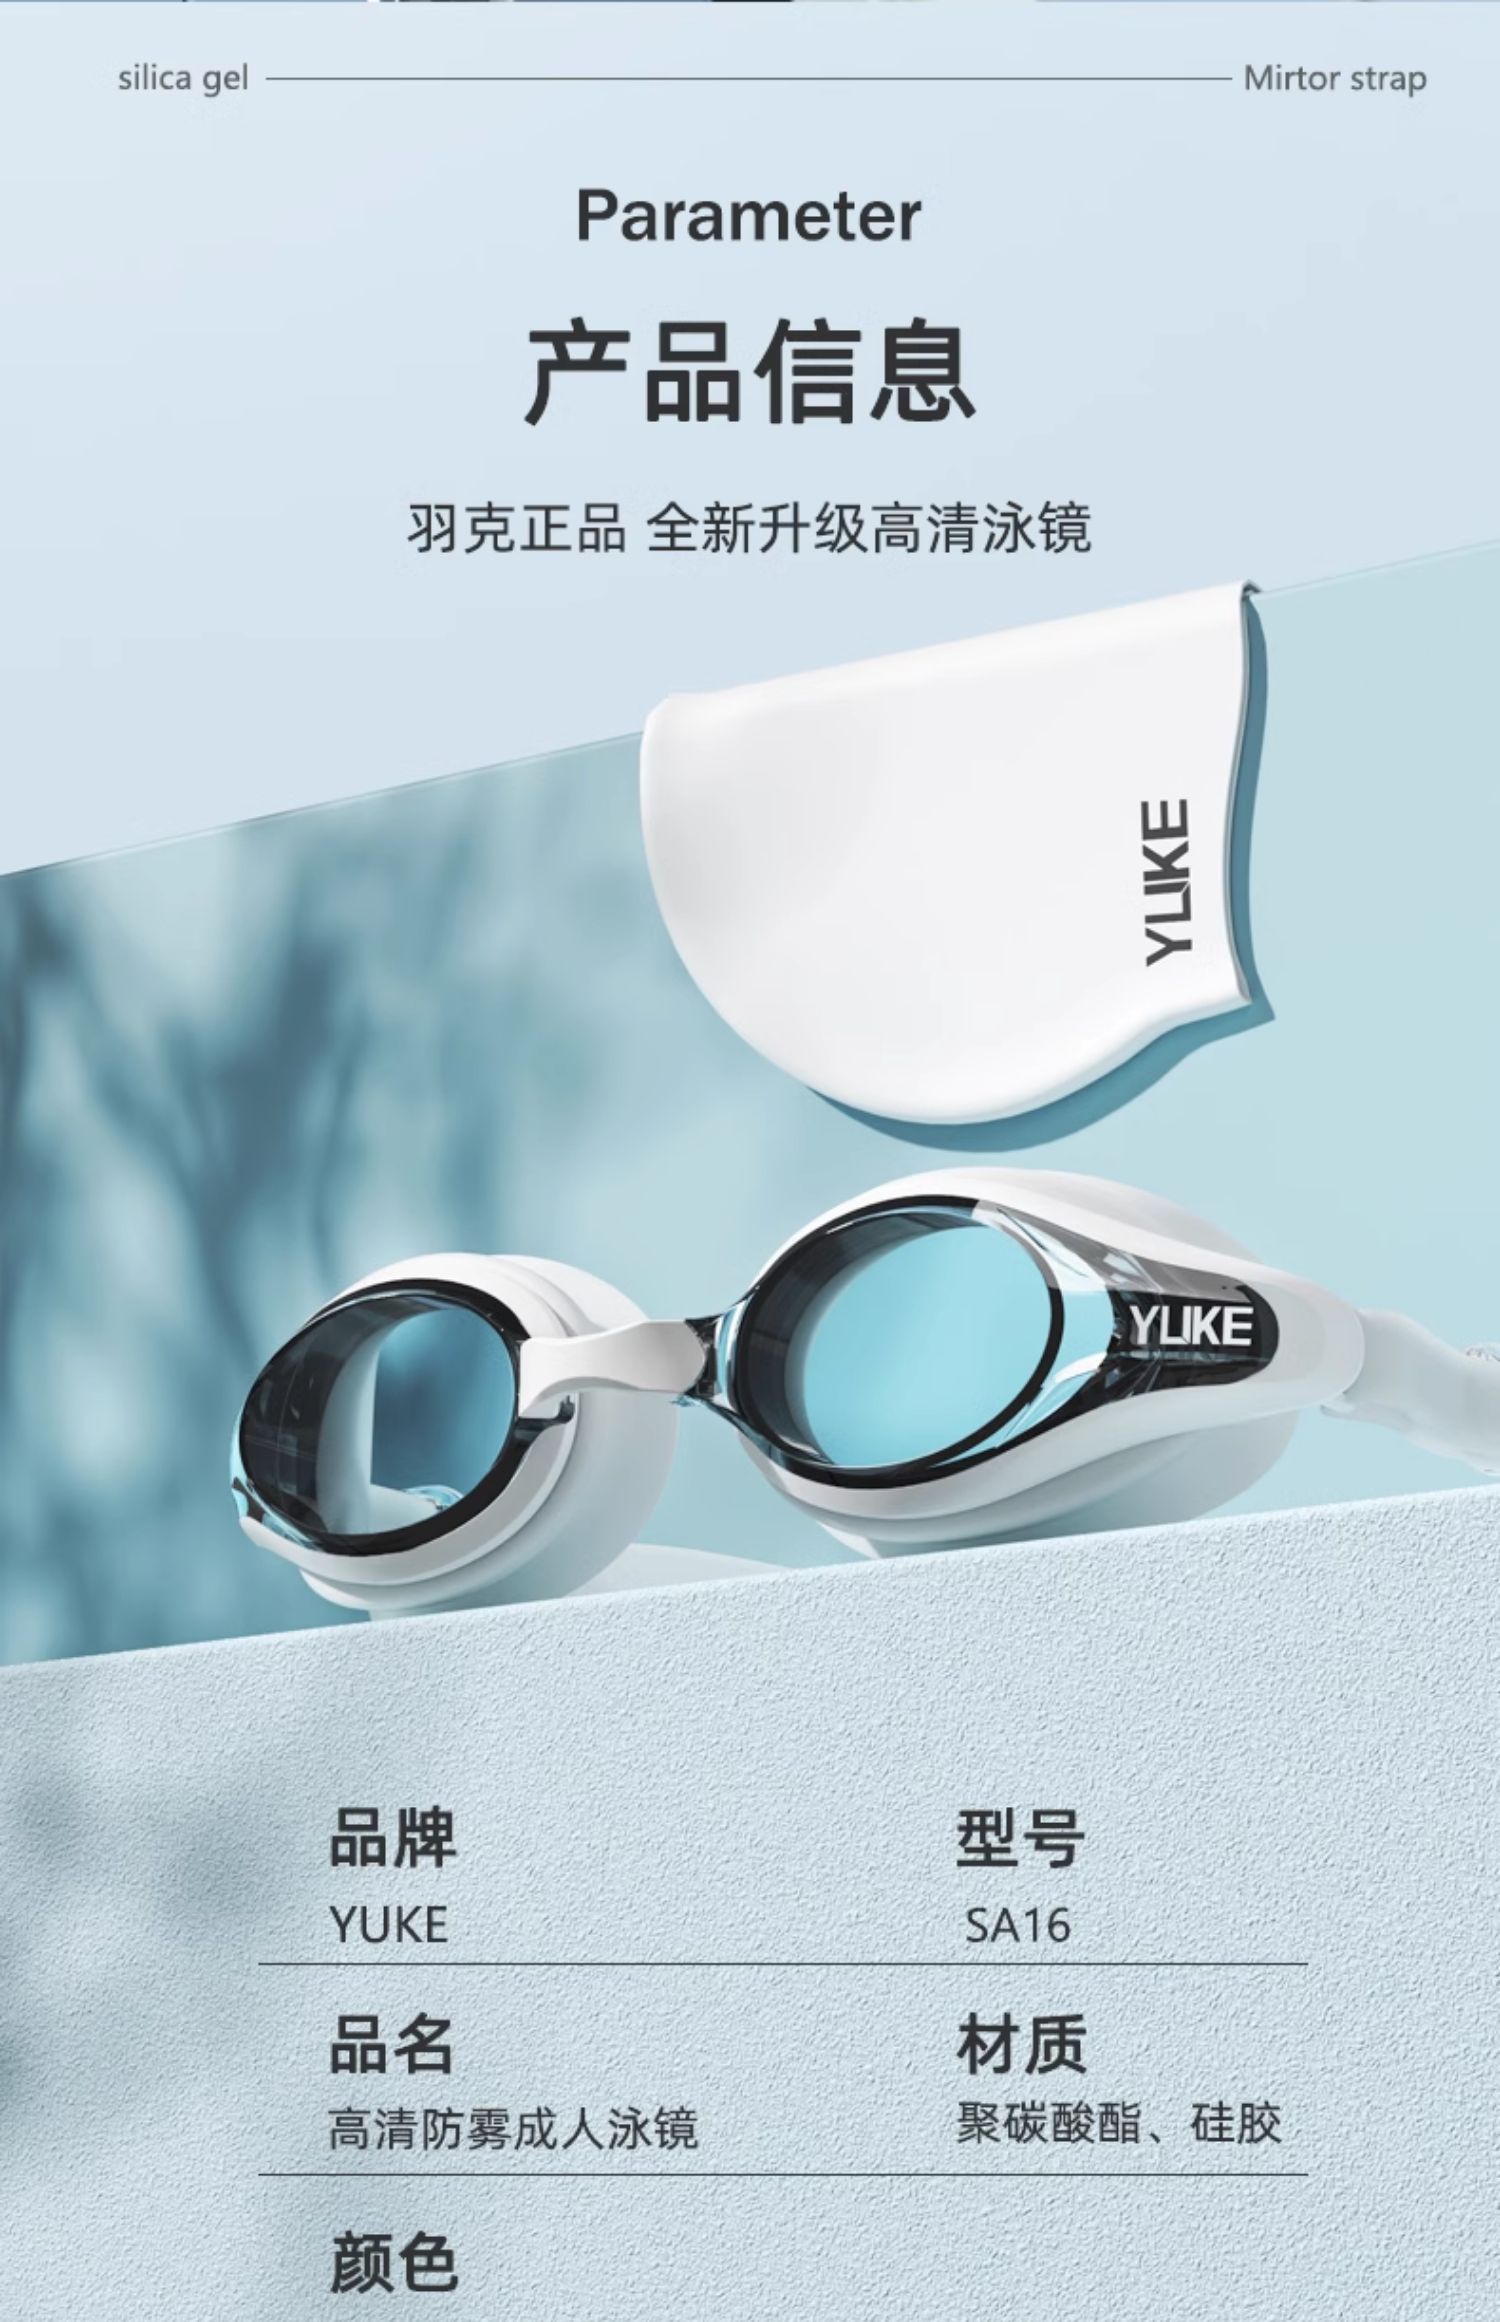 silica gel
Mirtor strap
Parameter
产品信息
羽克正品 全新升级高清泳镜
YUKE
YUKE
品牌
型号
YUKE
SA16
品名
材质
高清防雾成人泳镜
聚碳酸酯、硅胶
颜色